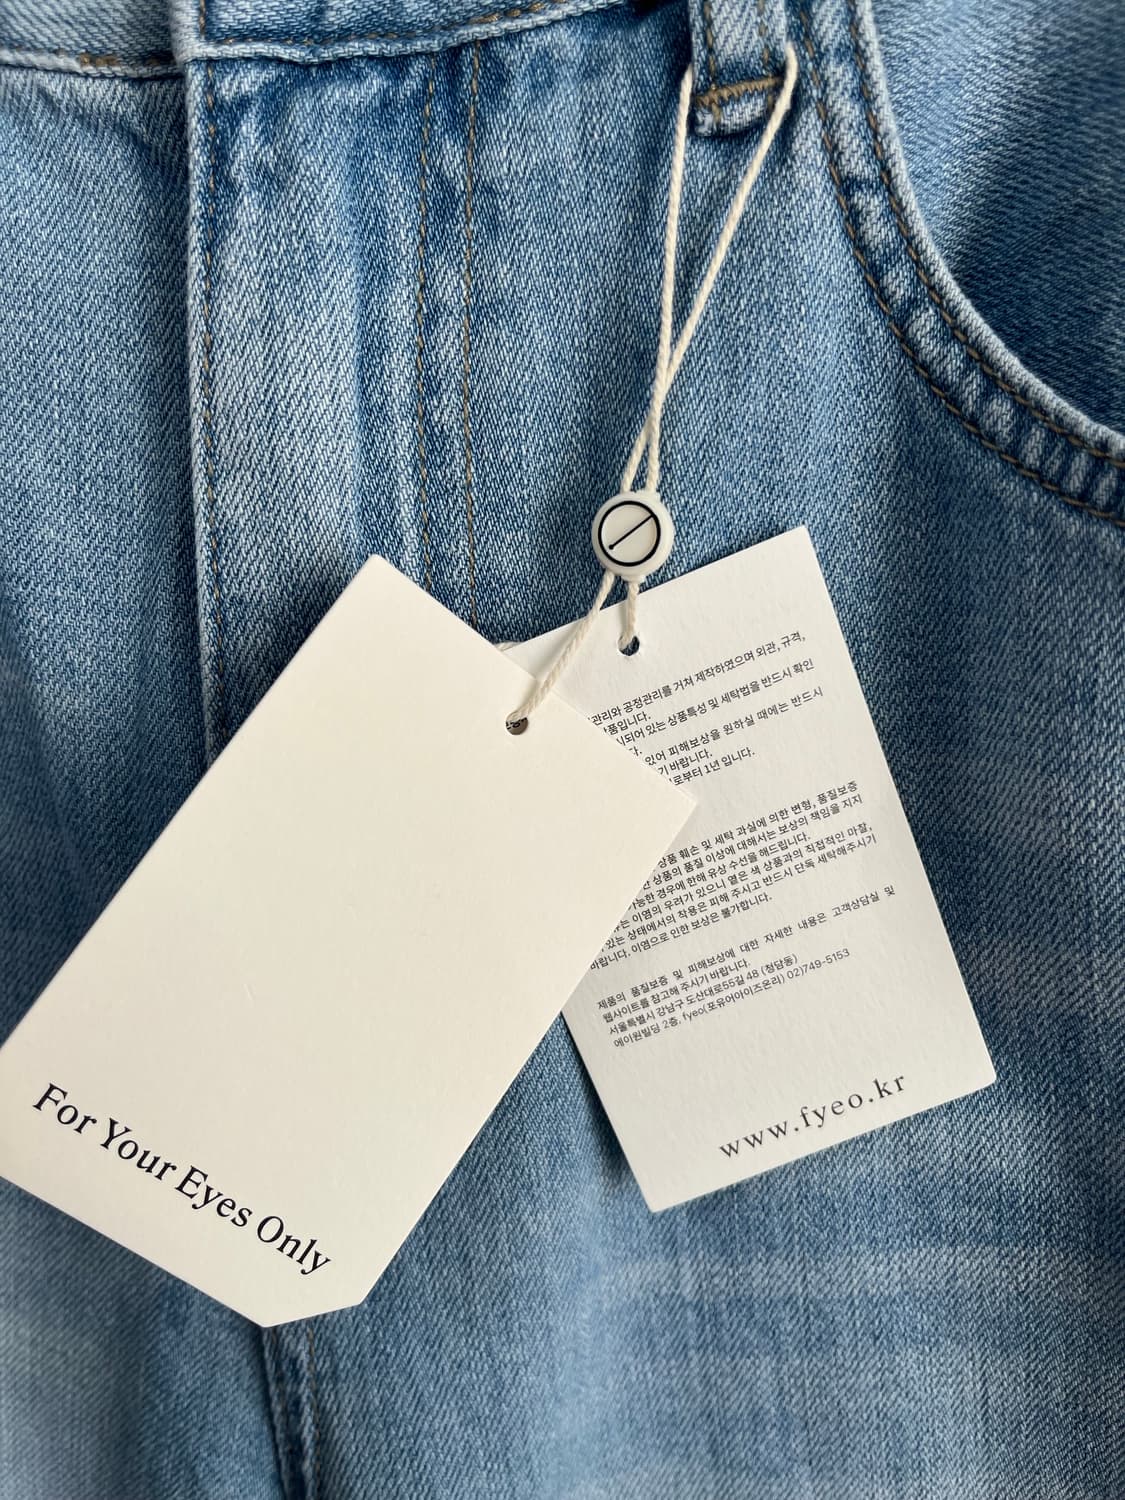 For Your Eyes Only
관리와 공정관리를 거쳐 제작하였으며 외관, 규격,
품입니다.
시되어 있는 상품특성 및 세탁법을 반드시 확인
다.
있어 피해보상을 원하실 때에는 반드시
기 바랍니다.
로부터 1년 입니다.
상품 훼손 및 세탁 과실에 의한 변형, 품질보증
상품의 품질 이상에 대해서는 보상의 책임을 지지
가능한 경우에 한해 유상 수선을 해드립니다.
는 이염의 우려가 있으니 옅은 색 상품과의 직접적인 마찰,
있는 상태에서의 착용은 피해 주시고 반드시 단독 세탁해주시기
바랍니다. 이염으로 인한 보상은 불가합니다.
제품의 품질보증 및 피해보상에 대한 자세한 내용은 고객상담실 및
웹사이트를 참고해 주시기 바랍니다.
서울특별시 강남구 도산대로55길 48 (청담동)
에이원빌딩 2층, fyeo(포유어아이즈온리) 02)749-5153
www.fyeo.kr